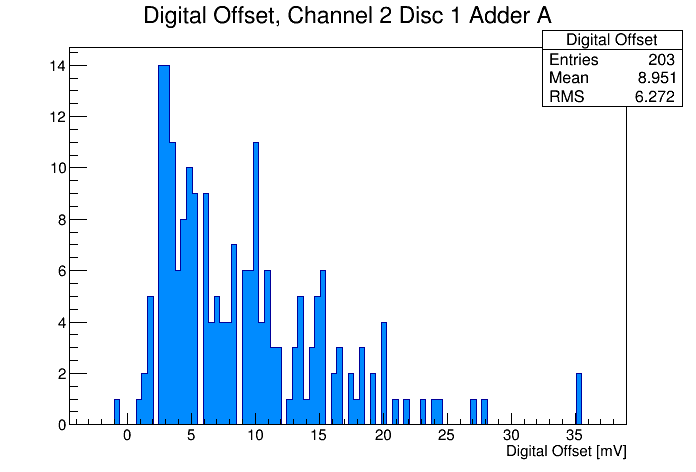 Digital Offset, Channel 2 Disc 1 Adder A
Digital Offset
Entries 203
Mean 8.951
RMS 6.272
14
12
10
8
6
4
2
0
0 5 10 15 20 25 30 35
Digital Offset [mV]